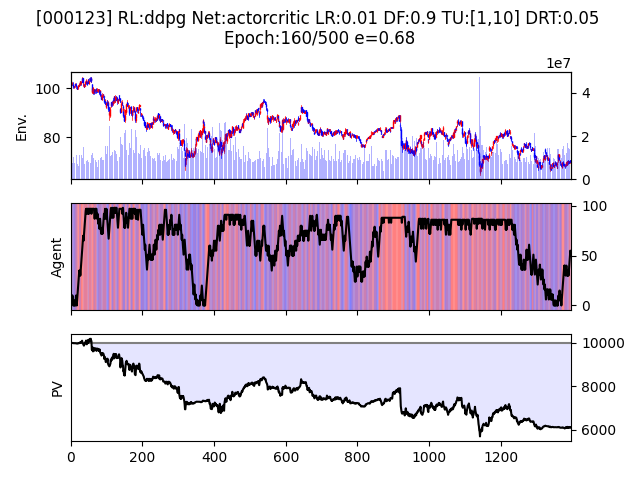 [000123] RL:ddpg Net:actorcritic LR:0.01 DF:0.9 TU:[1,10] DRT:0.05
Epoch:160/500 e=0.68
1e7
Env.
100
80
4
2
0
Agent
100
50
0
PV
10000
8000
6000
0 200 400 600 800 1000 1200